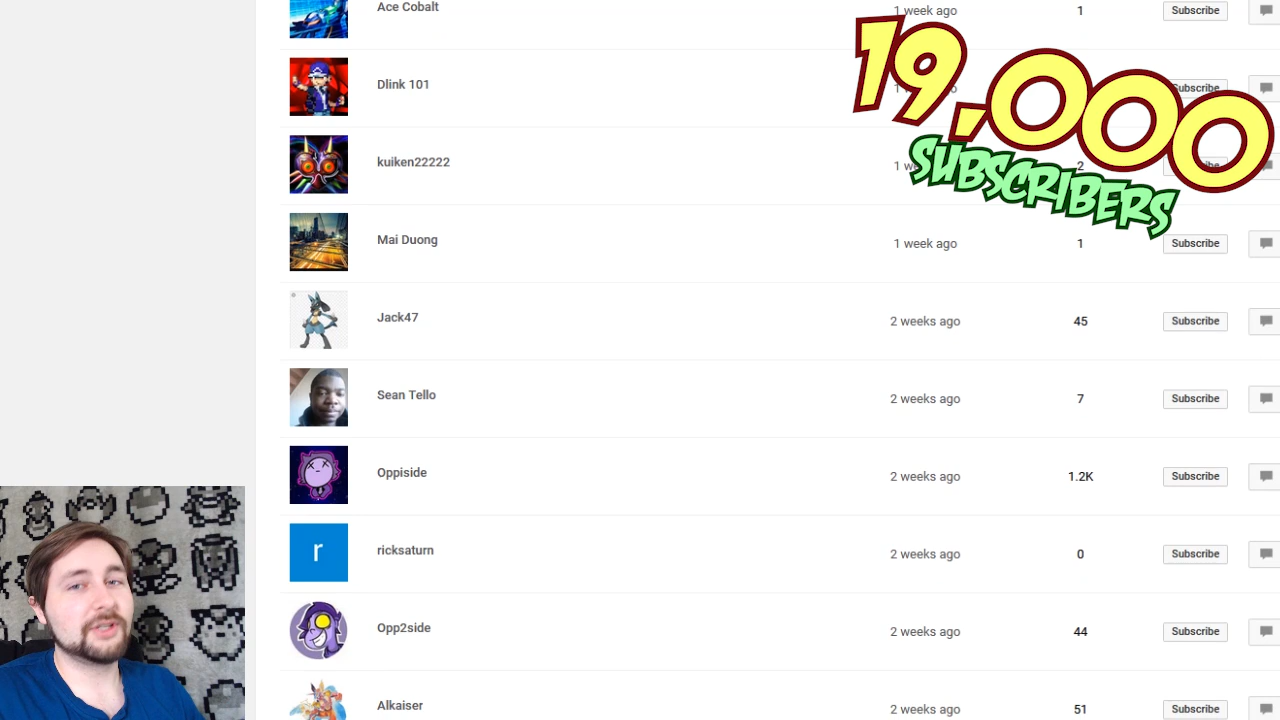 Ace Cobalt 1 week ago 1 Subscribe
19,000
SUBSCRIBERS
Dlink 101 Subscribe
kuiken22222 2
Mai Duong 1 week ago 1 Subscribe
Jack47 2 weeks ago 45 Subscribe
Sean Tello 2 weeks ago 7 Subscribe
Oppiside 2 weeks ago 1.2K Subscribe
r ricksaturn 2 weeks ago 0 Subscribe
Opp2side 2 weeks ago 44 Subscribe
Alkaiser 2 weeks ago 51 Subscribe